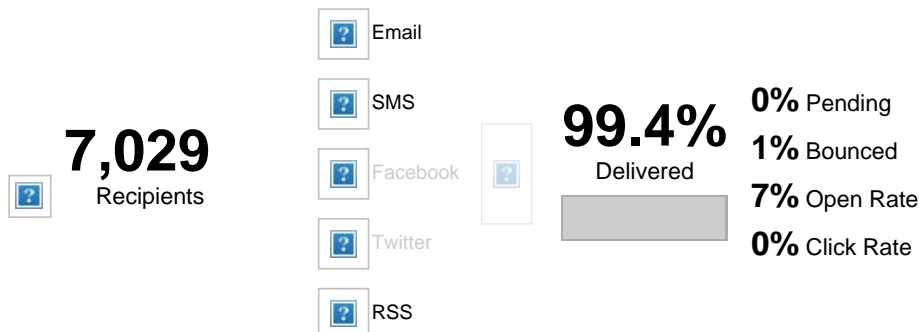 7,029
Recipients
Email
SMS
Facebook
Twitter
RSS
99.4%
Delivered
0% Pending
1% Bounced
7% Open Rate
0% Click Rate